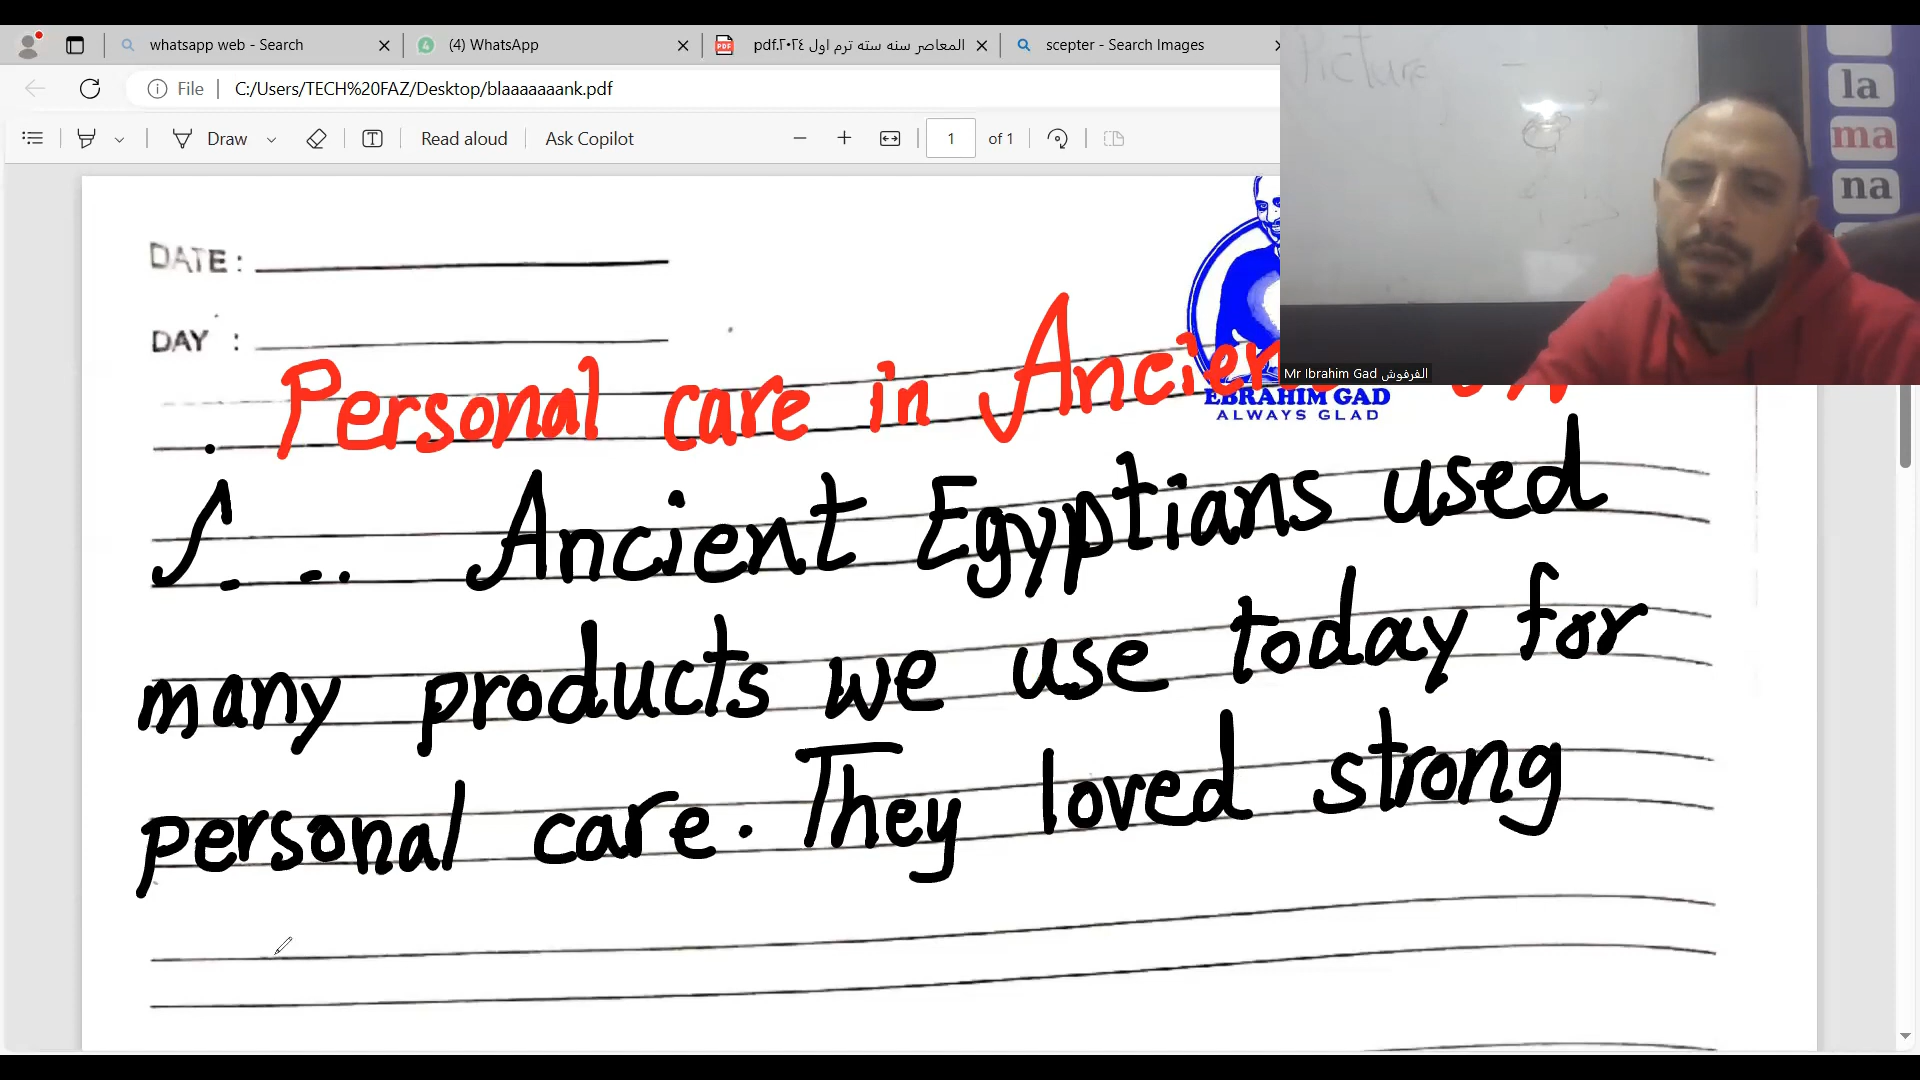 whatsapp web - Search
(4) WhatsApp
المعاصر سنه سته ترم اول ٢٠٢٤.pdf
scepter - Search Images
File
C:/Users/TECH%20FAZ/Desktop/blaaaaaaank.pdf
Draw
Read aloud
Ask Copilot
1
of 1
Picture
la
ma
na
Mr Ibrahim Gad الفرفوش
DATE :
DAY :
EBRAHIM GAD
ALWAYS GLAD
Personal care in
Ancient Egyptians used
many products we use today for
personal care. They loved strong